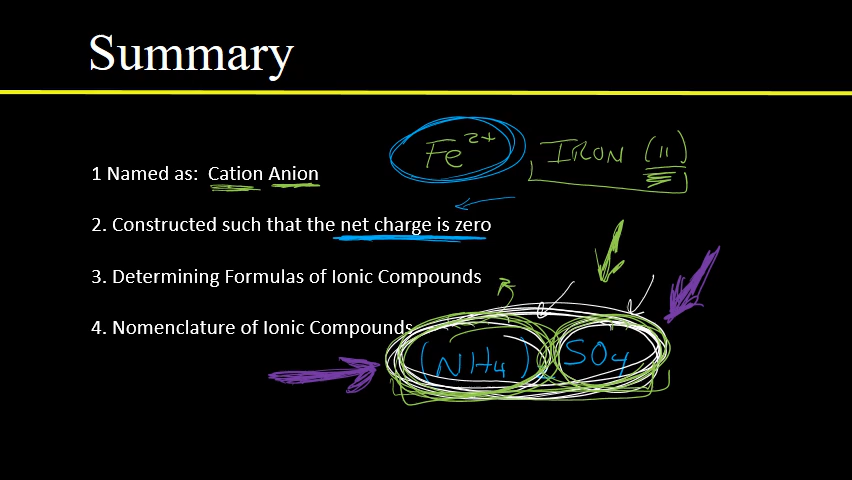 Summary
Fe²⁺ IRON (II)
1 Named as: Cation Anion
2. Constructed such that the net charge is zero
3. Determining Formulas of Ionic Compounds
4. Nomenclature of Ionic Compounds
(NH₄) SO₄